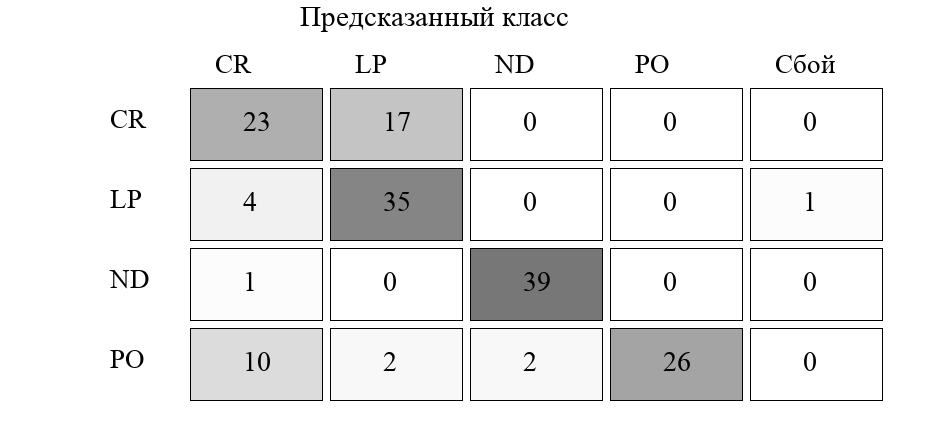 Предсказанный класс
CR LP ND PO Сбой
CR 23 17 0 0 0
LP 4 35 0 0 1
ND 1 0 39 0 0
PO 10 2 2 26 0